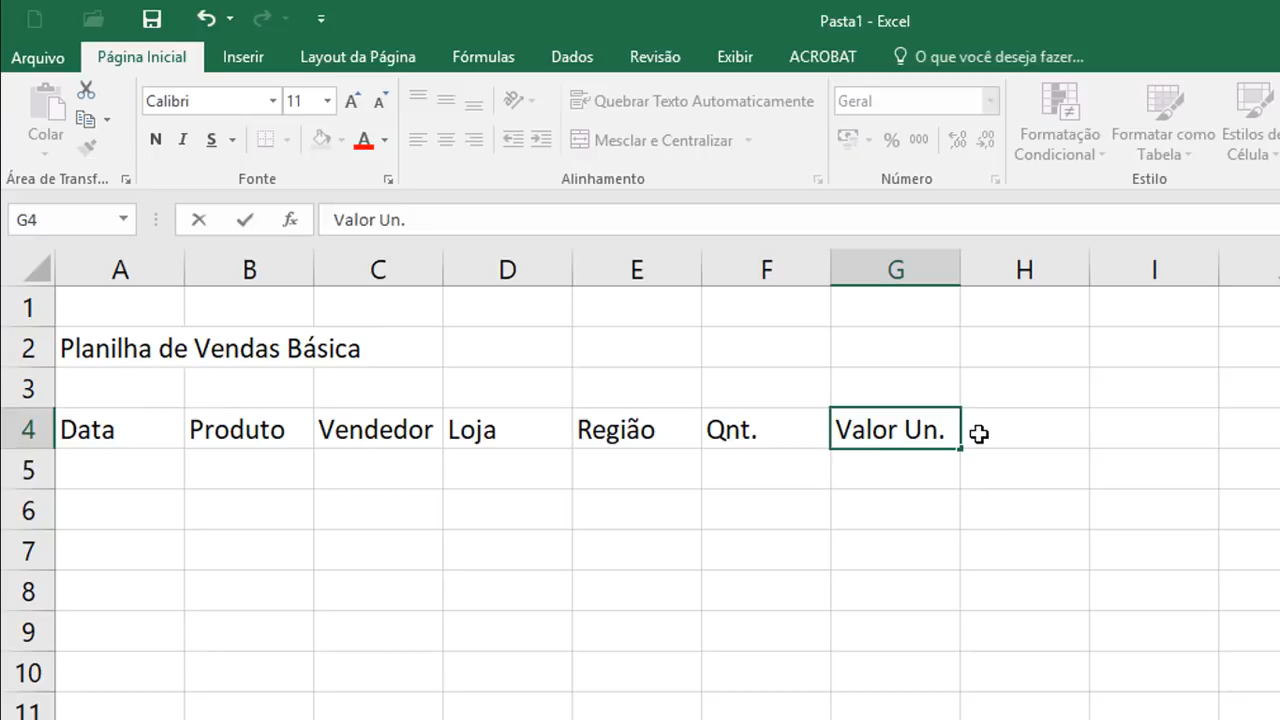 Pasta1 - Excel
Arquivo Página Inicial Inserir Layout da Página Fórmulas Dados Revisão Exibir ACROBAT O que você deseja fazer...
Calibri 11 Quebrar Texto Automaticamente Geral
Colar N I S A Mesclar e Centralizar % 000 Formatação Condicional Formatar como Tabela Estilos de Célula
Área de Transf... Fonte Alinhamento Número Estilo
G4 fx Valor Un.
A B C D E F G H I
1
2 Planilha de Vendas Básica
3
4 Data Produto Vendedor Loja Região Qnt. Valor Un.
5
6
7
8
9
10
11